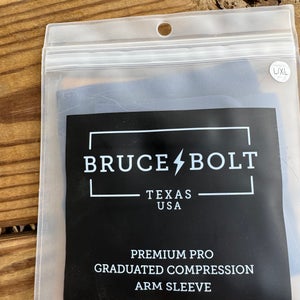 L/XL
BRUCE BOLT
TEXAS
USA
PREMIUM PRO
GRADUATED COMPRESSION
ARM SLEEVE